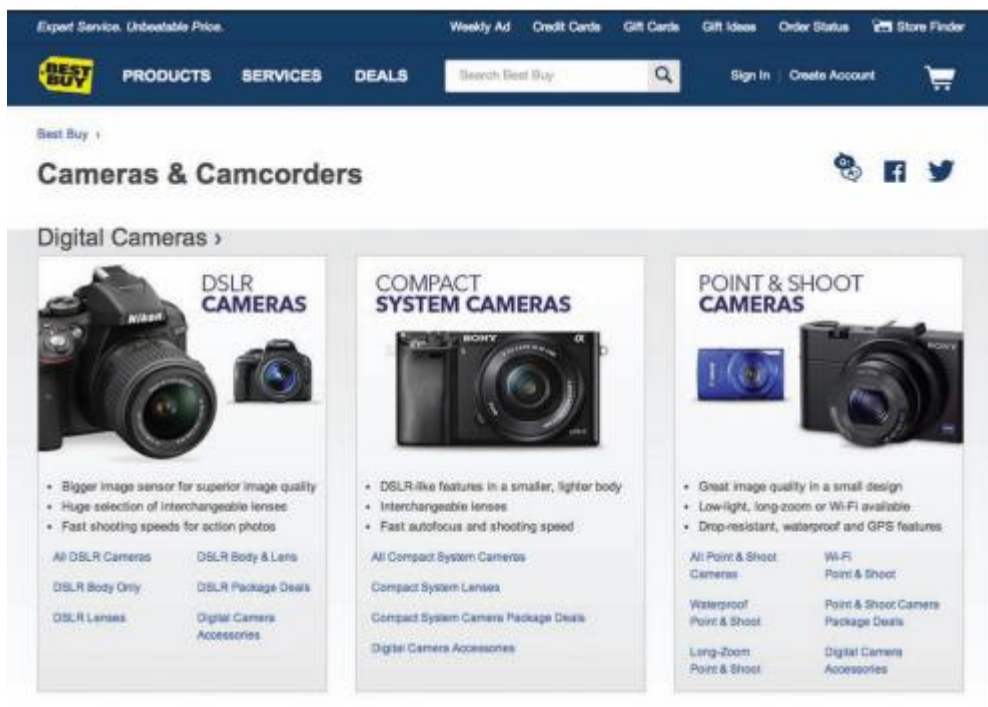 Expert Service. Unbeatable Price.
Weekly Ad Credit Cards Gift Cards Gift Ideas Order Status Store Finder
BEST BUY
PRODUCTS SERVICES DEALS Search Best Buy Sign In | Create Account
Best Buy ›
Cameras & Camcorders
Digital Cameras ›
DSLR
CAMERAS
Nikon
• Bigger image sensor for superior image quality
• Huge selection of interchangeable lenses
• Fast shooting speeds for action photos
All DSLR Cameras
DSLR Body Only
DSLR Lenses
DSLR Body & Lens
DSLR Package Deals
Digital Camera
Accessories
COMPACT
SYSTEM CAMERAS
SONY α
• DSLR-like features in a smaller, lighter body
• Interchangeable lenses
• Fast autofocus and shooting speed
All Compact System Cameras
Compact System Lenses
Compact System Camera Package Deals
Digital Camera Accessories
POINT & SHOOT
CAMERAS
SONY
• Great image quality in a small design
• Low-light, long-zoom or Wi-Fi available
• Drop-resistant, waterproof and GPS features
All Point & Shoot
Cameras
Waterproof
Point & Shoot
Long-Zoom
Point & Shoot
Wi-Fi
Point & Shoot
Point & Shoot Camera
Package Deals
Digital Camera
Accessories